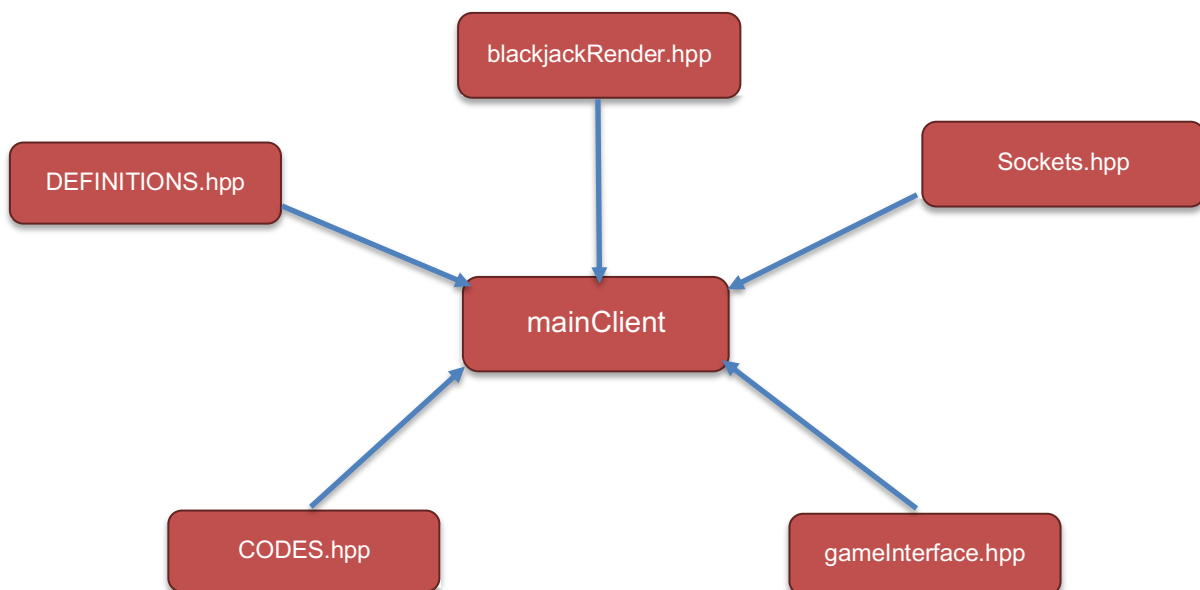 blackjackRender.hpp
DEFINITIONS.hpp
Sockets.hpp
mainClient
CODES.hpp
gameInterface.hpp